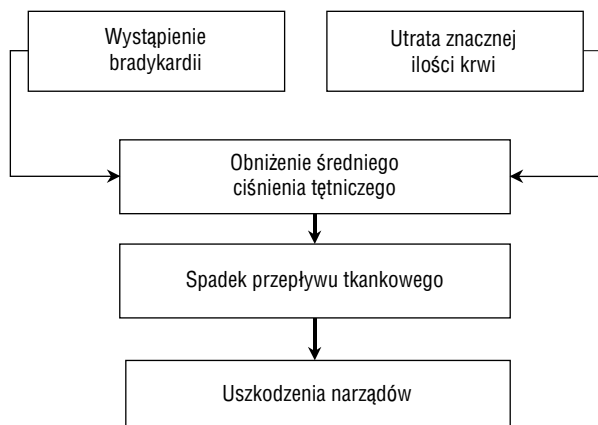 Wystąpienie
bradykardii
Utrata znacznej
ilości krwi
Obniżenie średniego
ciśnienia tętniczego
Spadek przepływu tkankowego
Uszkodzenia narządów